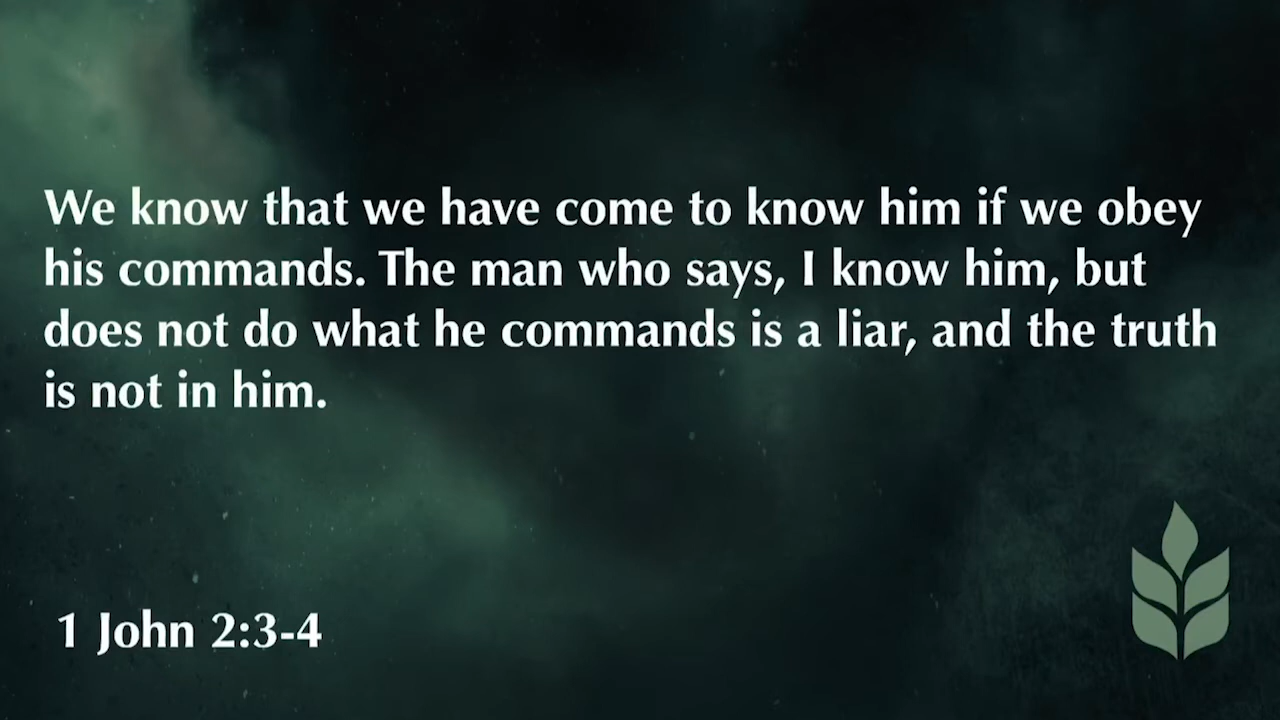 We know that we have come to know him if we obey
his commands. The man who says, I know him, but
does not do what he commands is a liar, and the truth
is not in him.
1 John 2:3-4